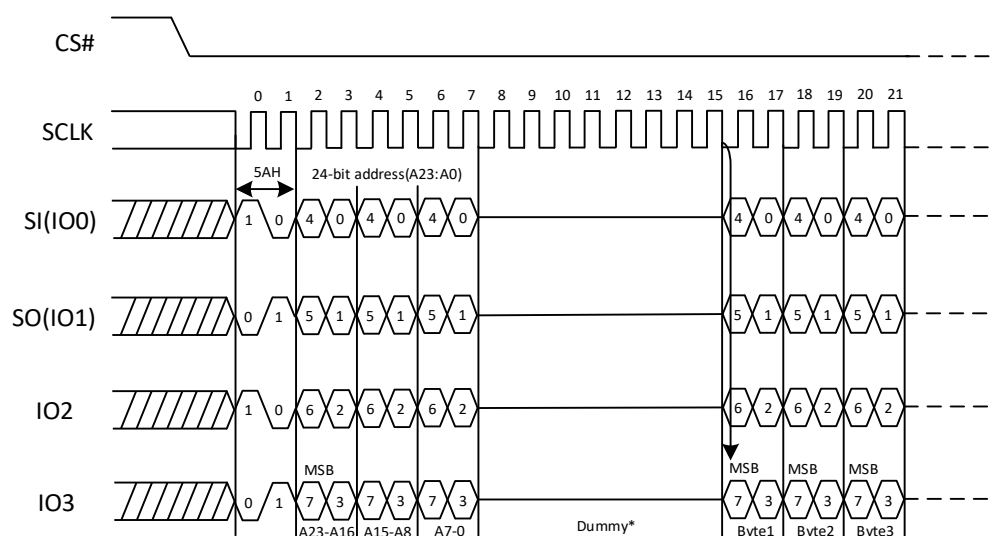 CS#
0 1 2 3 4 5 6 7 8 9 10 11 12 13 14 15 16 17 18 19 20 21
SCLK
5AH 24-bit address(A23:A0)
SI(IO0) 1 0 4 0 4 0 4 0 4 0 4 0 4 0
SO(IO1) 0 1 5 1 5 1 5 1 5 1 5 1 5 1
IO2 1 0 6 2 6 2 6 2 6 2 6 2 6 2
MSB MSB MSB MSB
IO3 0 1 7 3 7 3 7 3 7 3 7 3 7 3
A23-A16 A15-A8 A7-0 Dummy* Byte1 Byte2 Byte3